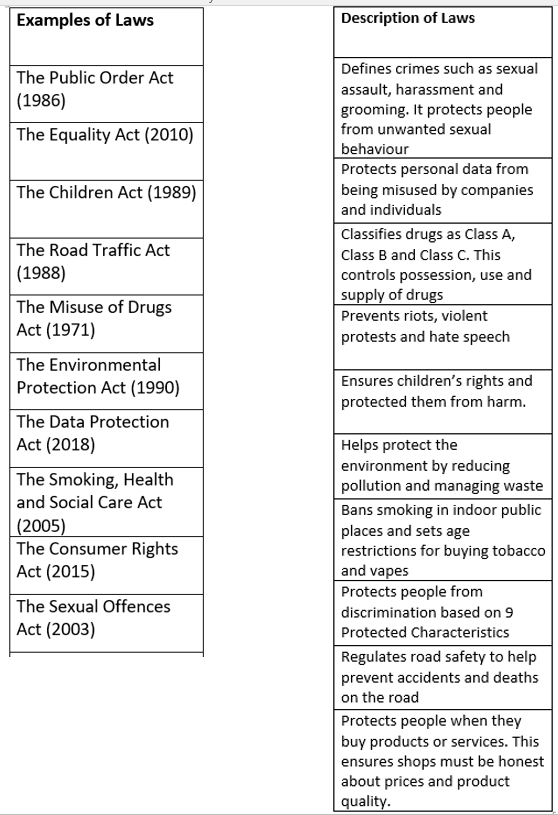 Examples of Laws
The Public Order Act
(1986)
The Equality Act (2010)
The Children Act (1989)
The Road Traffic Act
(1988)
The Misuse of Drugs
Act (1971)
The Environmental
Protection Act (1990)
The Data Protection
Act (2018)
The Smoking, Health
and Social Care Act
(2005)
The Consumer Rights
Act (2015)
The Sexual Offences
Act (2003)
Description of Laws
Defines crimes such as sexual
assault, harassment and
grooming. It protects people
from unwanted sexual
behaviour
Protects personal data from
being misused by companies
and individuals
Classifies drugs as Class A,
Class B and Class C. This
controls possession, use and
supply of drugs
Prevents riots, violent
protests and hate speech
Ensures children’s rights and
protected them from harm.
Helps protect the
environment by reducing
pollution and managing waste
Bans smoking in indoor public
places and sets age
restrictions for buying tobacco
and vapes
Protects people from
discrimination based on 9
Protected Characteristics
Regulates road safety to help
prevent accidents and deaths
on the road
Protects people when they
buy products or services. This
ensures shops must be honest
about prices and product
quality.